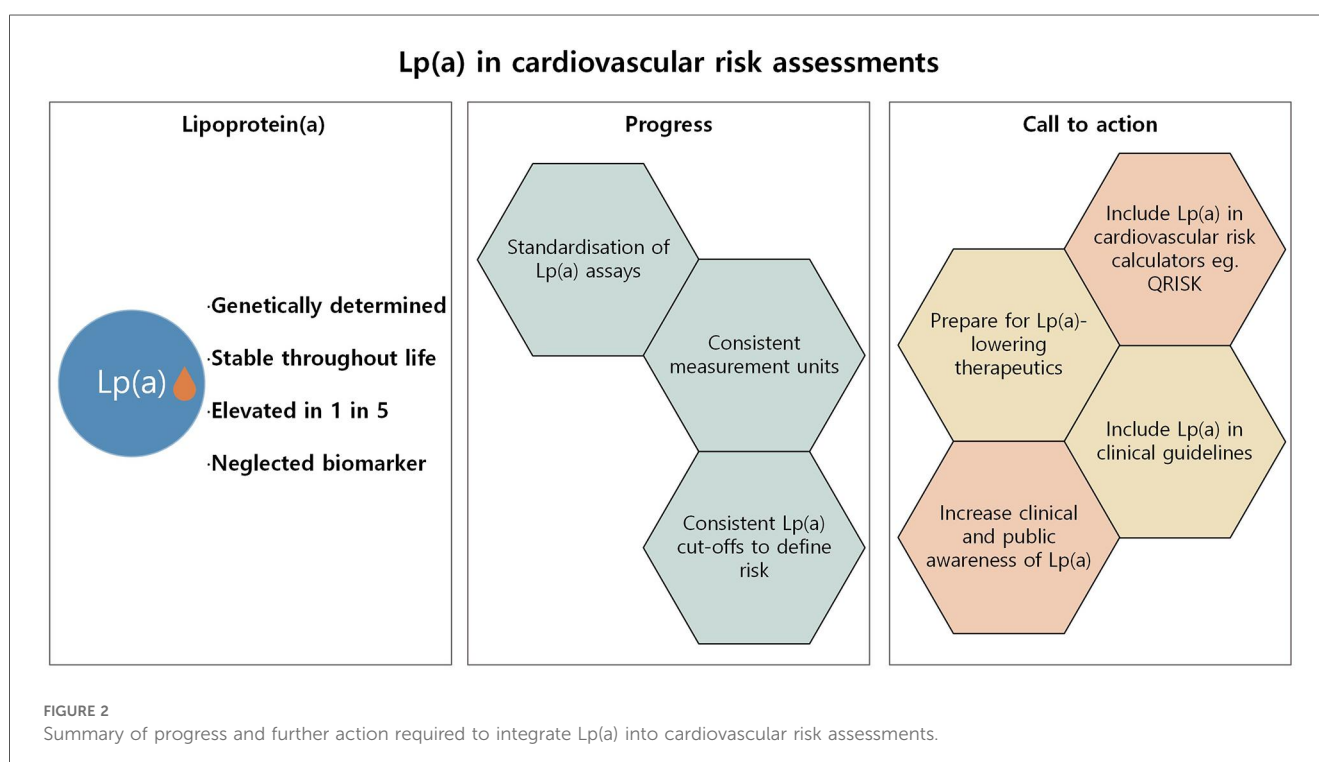 Lp(a) in cardiovascular risk assessments
Lipoprotein(a)
Lp(a)
·Genetically determined
·Stable throughout life
·Elevated in 1 in 5
·Neglected biomarker
Progress
Standardisation of
Lp(a) assays
Consistent
measurement units
Consistent Lp(a)
cut-offs to define
risk
Call to action
Include Lp(a) in
cardiovascular risk
calculators eg.
QRISK
Prepare for Lp(a)-
lowering
therapeutics
Include Lp(a) in
clinical guidelines
Increase clinical
and public
awareness of Lp(a)
FIGURE 2
Summary of progress and further action required to integrate Lp(a) into cardiovascular risk assessments.